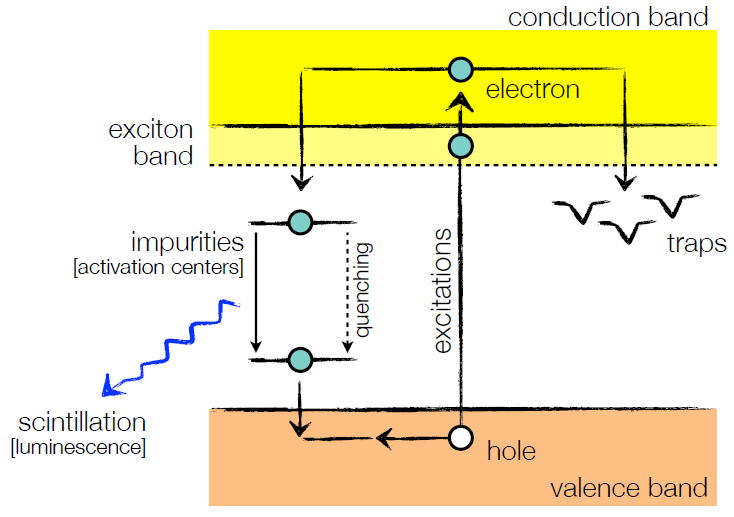 conduction band
electron
exciton
band
impurities
[activation centers]
quenching
excitations
traps
scintillation
[luminescence]
hole
valence band